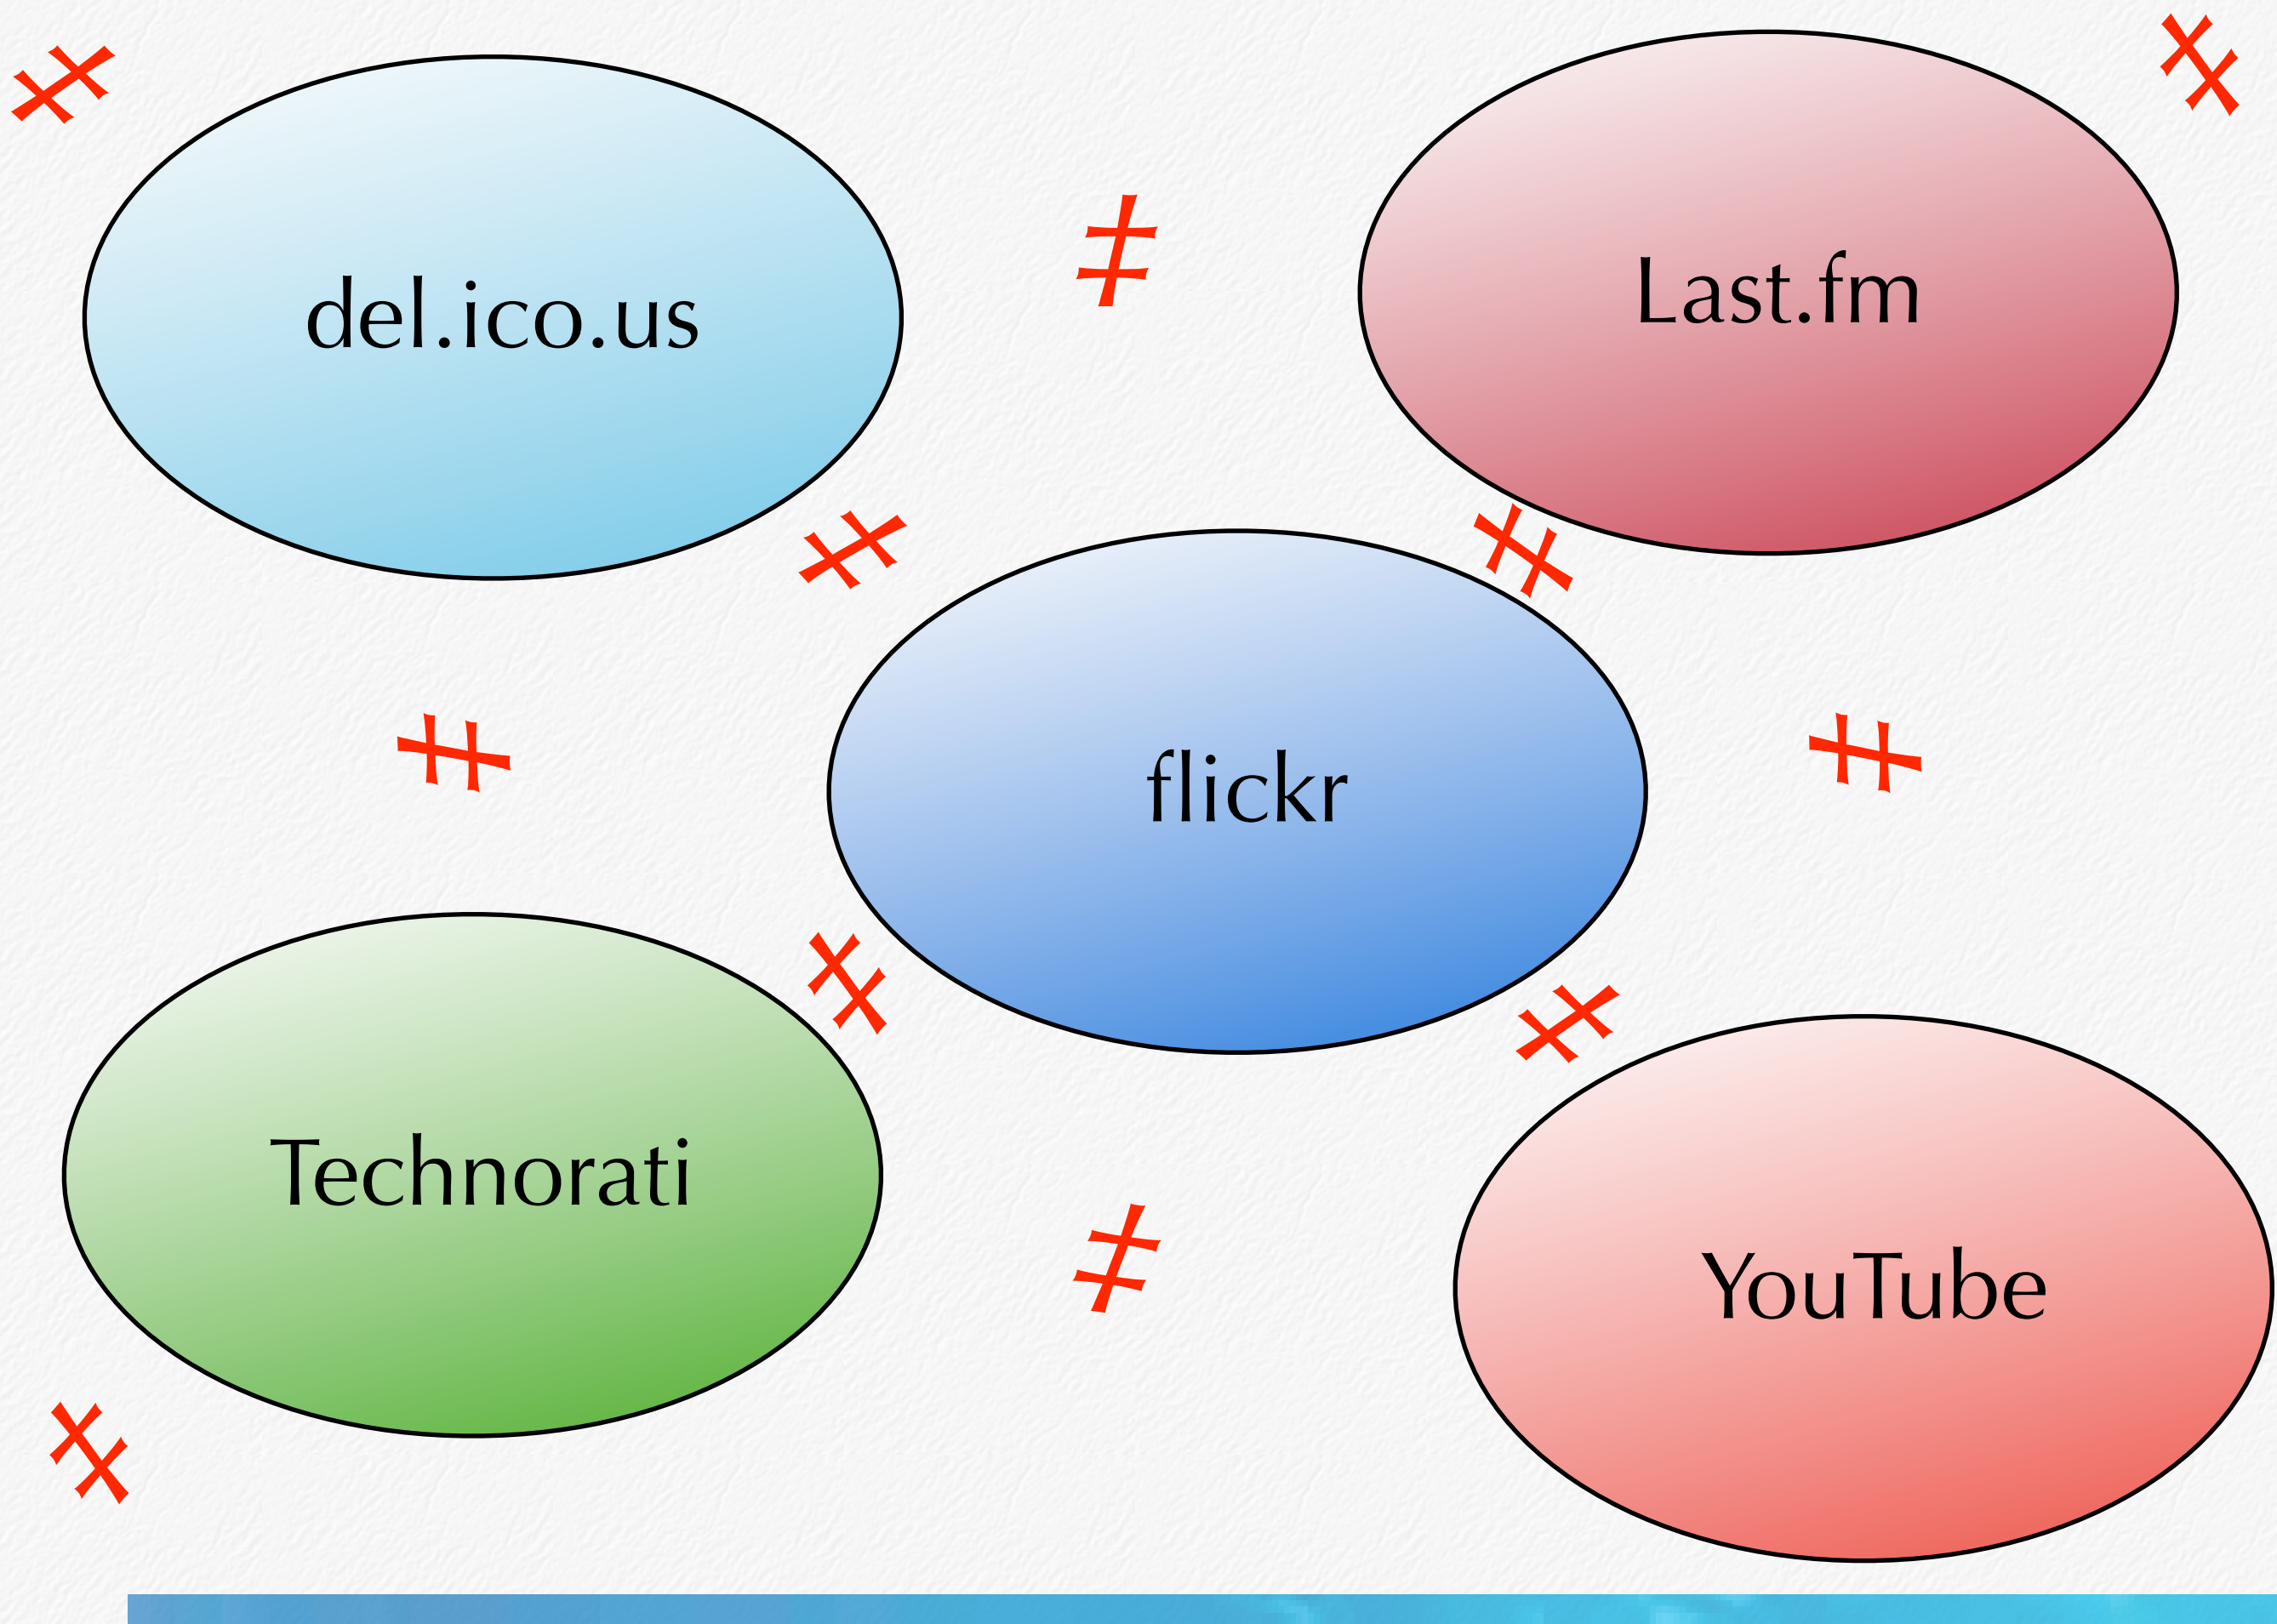 del.ico.us
≠
Last.fm
≠
≠
≠
≠
≠
flickr
≠
≠
≠
Technorati
≠
YouTube
≠
≠